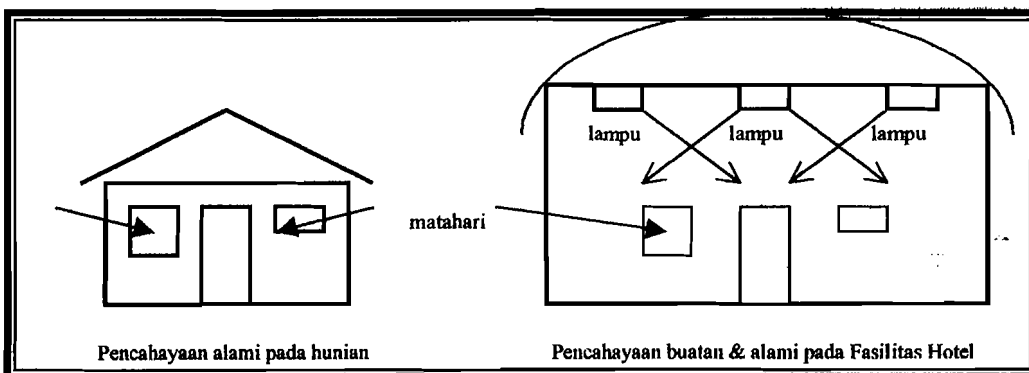 lampu lampu lampu
matahari
Pencahayaan alami pada hunian
Pencahayaan buatan & alami pada Fasilitas Hotel